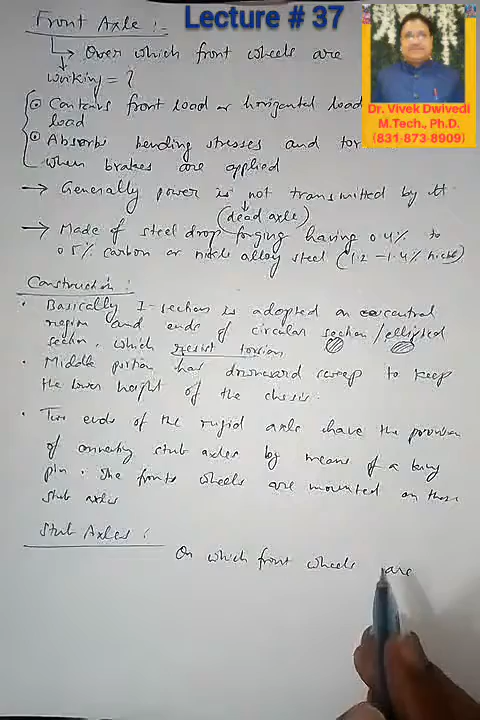 Lecture # 37
Dr. Vivek Dwivedi
M.Tech., Ph.D.
(831-873-8909)
Front Axle :-
Over which front wheels are
working = ?
Contains front load or horizontal load
load
Absorbs bending stresses and tor
when brakes are applied
→ Generally power is not transmitted by it
(dead axle)
→ Made of steel drop forging having 0.4% to
0.5% carbon or nickle alloy steel (1.2 - 1.4% nickle)
Construction :
• Basically I-section is adopted on central
region and ends of circular section / elliptical
section. which resist torsion
• Middle portion has downward sweep to keep
the lower height of the chasis.
• Two ends of the rigid axle have the provision
of connecting stub axles by means of a king
pin. The fronts wheels are mounted on these
stub axles
Stub Axles :
On which front wheels are